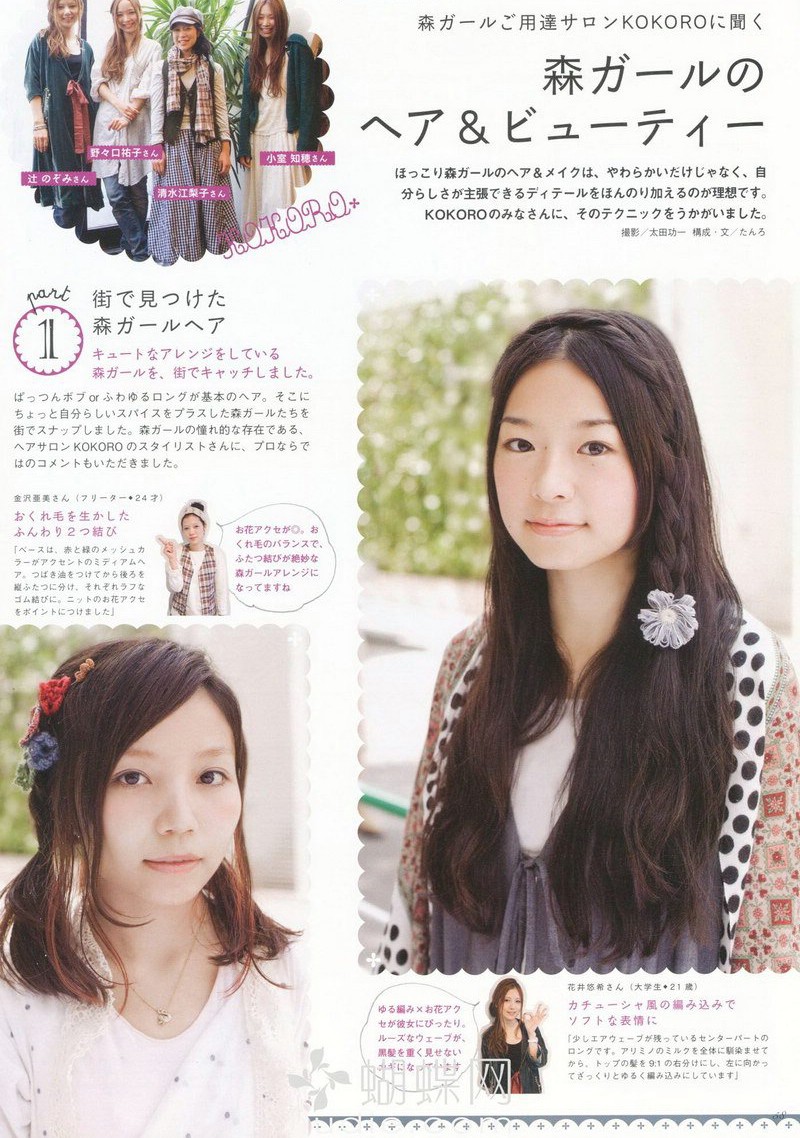 森ガールご用達サロンKOKOROに聞く
森ガールの
ヘア＆ビューティー
ほっこり森ガールのヘア＆メイクは、やわらかいだけじゃなく、自
分らしさが主張できるディテールをほんのり加えるのが理想です。
KOKOROのみなさんに、そのテクニックをうかがいました。
撮影／太田功一 構成・文／たんろ
辻 のぞみさん
野々口祐子さん
清水江梨子さん
小室 知穂さん
KOKORO
part
1
街で見つけた
森ガールヘア
キュートなアレンジをしている
森ガールを、街でキャッチしました。
ぱっつんボブorふわゆるロングが基本のヘア。そこに
ちょっと自分らしいスパイスをプラスした森ガールたちを
街でスナップしました。森ガールの憧れ的な存在である、
ヘアサロンKOKOROのスタイリストさんに、プロならで
はのコメントもいただきました。
金沢亜美さん（フリーター◆24才）
おくれ毛を生かした
ふんわり２つ結び
「ベースは、赤と緑のメッシュカ
ラーがアクセントのミディアムヘ
ア。つばき油をつけてから後ろを
縦ふたつに分け、それぞれラフな
ゴム結びに。ニットのお花アクセ
をポイントにつけました」
お花アクセが◎。お
くれ毛のバランスで、
ふたつ結びが絶妙な
森ガールアレンジに
なってますね
ゆる編み×お花アク
セが彼女にぴったり。
ルーズなウェーブが、
黒髪を重く見せない
カギになっています
花井悠希さん（大学生◆21歳）
カチューシャ風の編み込みで
ソフトな表情に
「少しエアウェーブが残っているセンターパートの
ロングです。アリミノのミルクを全体に馴染ませて
から、トップの髪を9:1の右分けにし、左に向かっ
てざっくりとゆるく編み込みにしています」
蝴蝶网